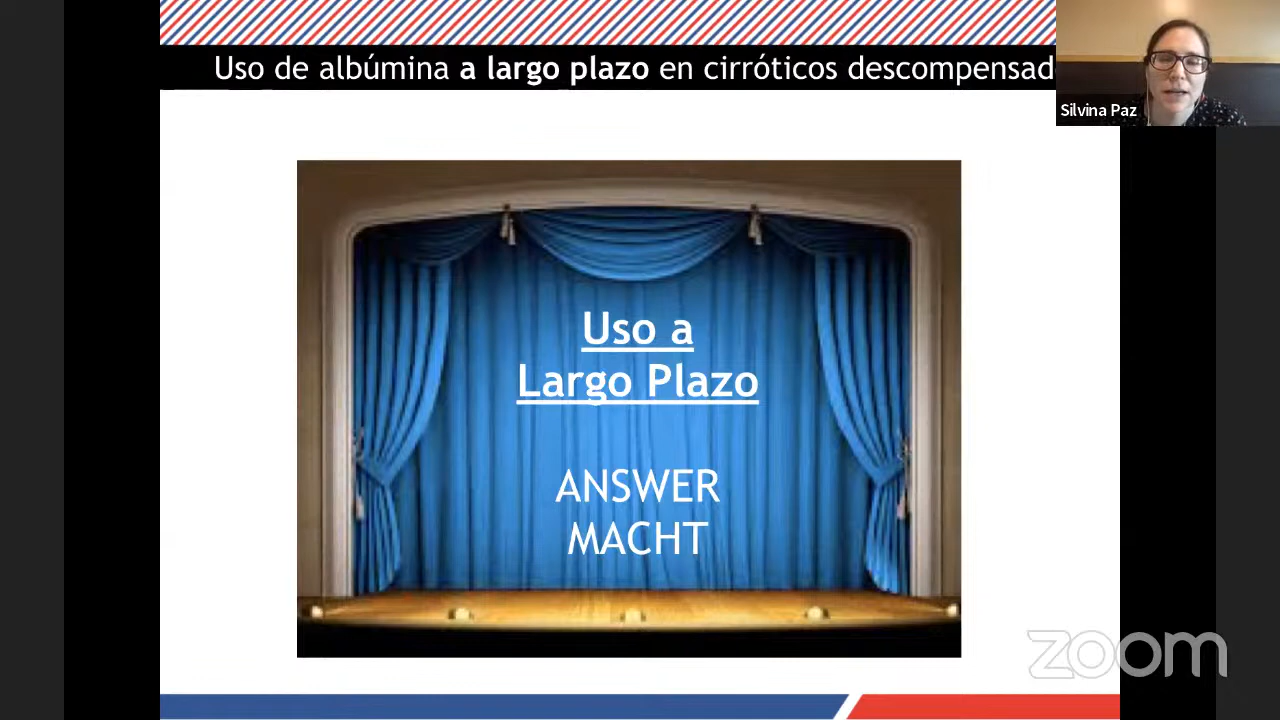 Uso de albúmina a largo plazo en cirróticos descompensad
Silvina Paz
Uso a
Largo Plazo
ANSWER
MACHT
zoom